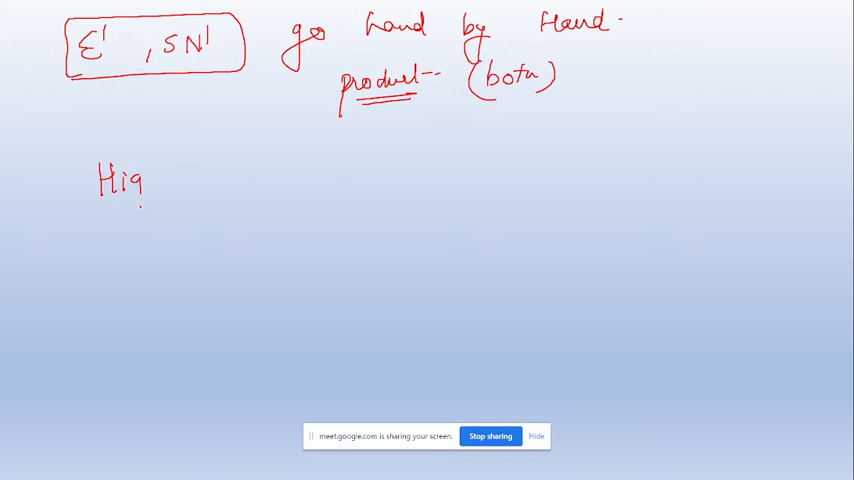 E' , SN' go hand by Hand.
product-- (both)
Hig
meet.google.com is sharing your screen. Stop sharing Hide